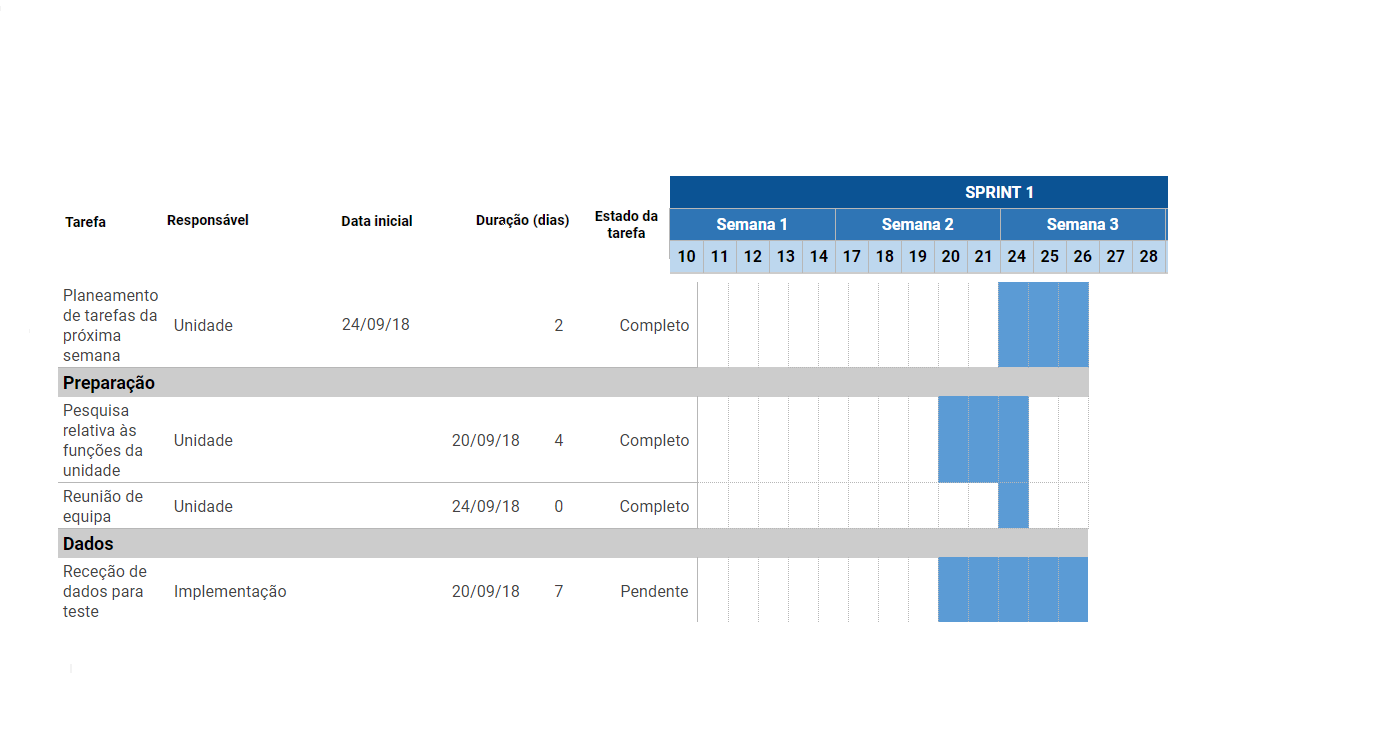 SPRINT 1
Tarefa Responsável Data inicial Duração (dias) Estado da
tarefa
Semana 1 Semana 2 Semana 3
10 11 12 13 14 17 18 19 20 21 24 25 26 27 28
Planeamento
de tarefas da
próxima
semana
Unidade 24/09/18 2 Completo
Preparação
Pesquisa
relativa às
funções da
unidade
Unidade 20/09/18 4 Completo
Reunião de
equipa
Unidade 24/09/18 0 Completo
Dados
Receção de
dados para
teste
Implementação 20/09/18 7 Pendente